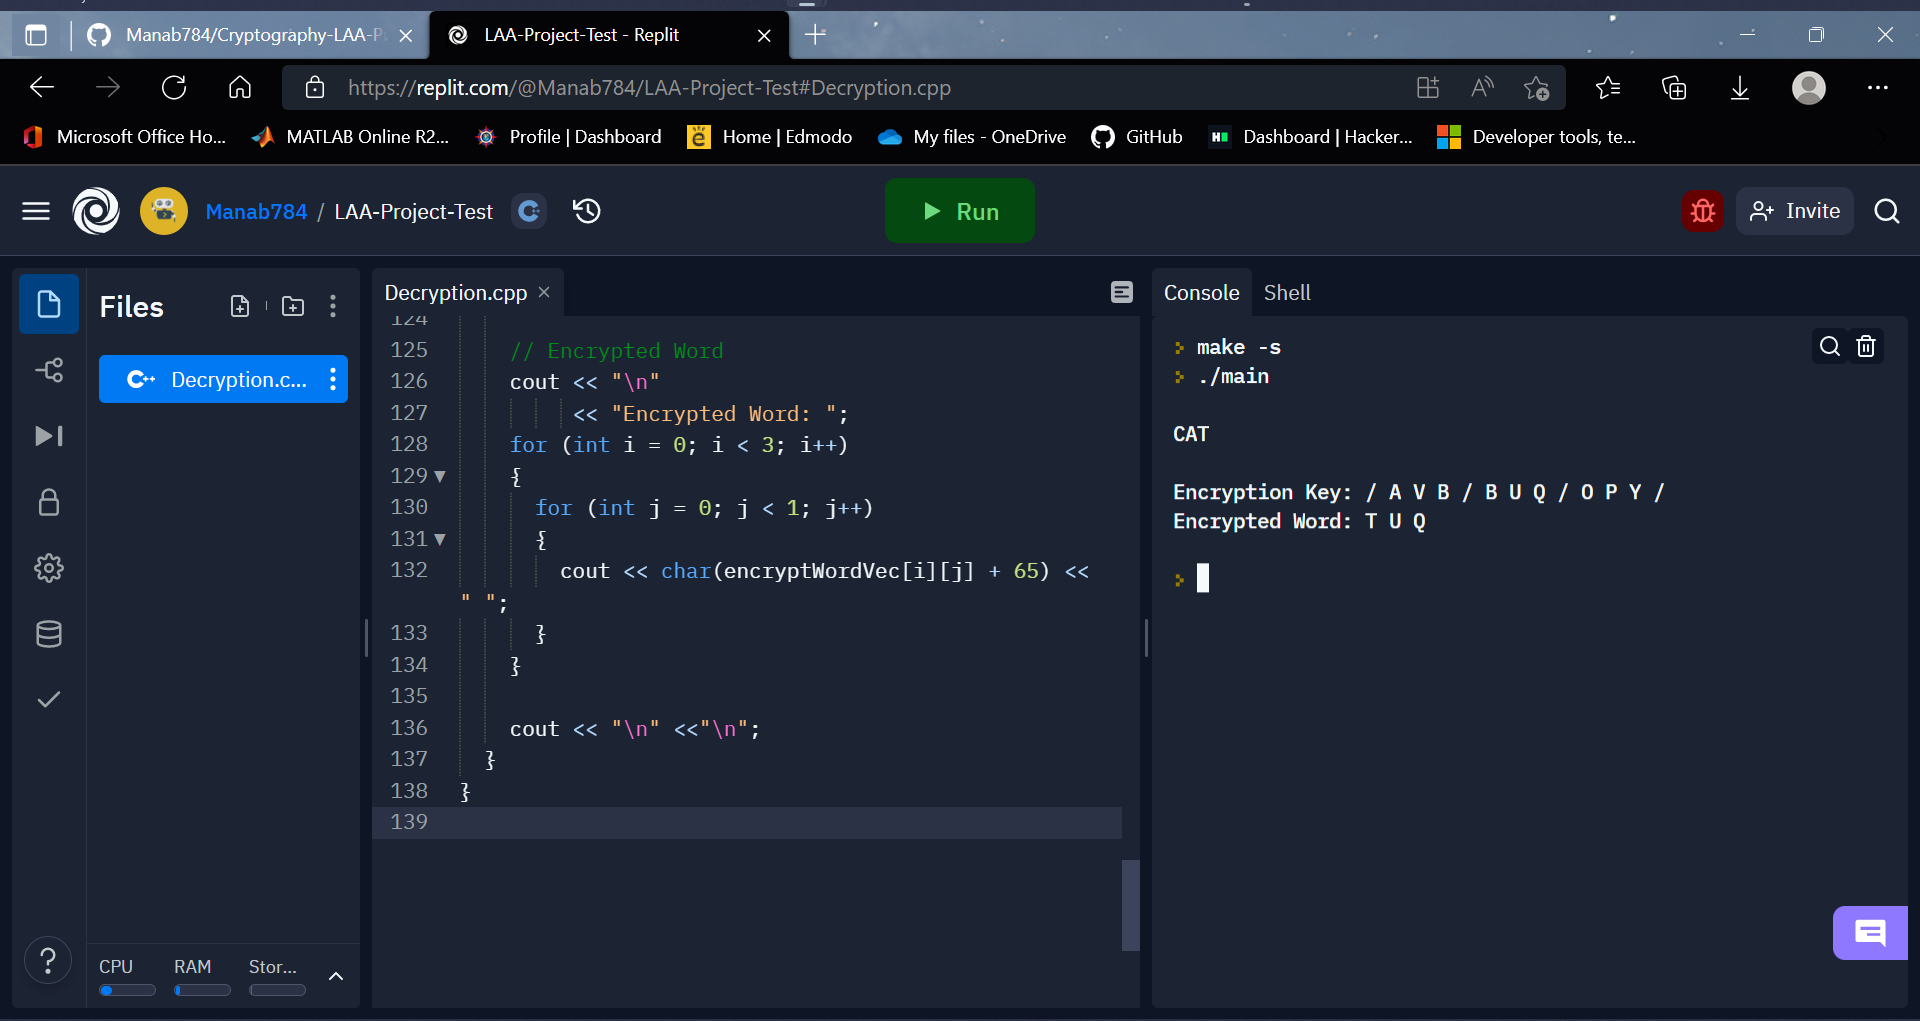 Manab784/Cryptography-LAA-P
LAA-Project-Test - Replit
https://replit.com/@Manab784/LAA-Project-Test#Decryption.cpp
Microsoft Office Ho...
MATLAB Online R2...
Profile | Dashboard
Home | Edmodo
My files - OneDrive
GitHub
Dashboard | Hacker...
Developer tools, te...
Manab784 / LAA-Project-Test
Run
Invite
Files
Decryption.c...
CPU
RAM
Stor...
Decryption.cpp
124
125 // Encrypted Word
126 cout << "\n"
127 << "Encrypted Word: ";
128 for (int i = 0; i < 3; i++)
129 {
130 for (int j = 0; j < 1; j++)
131 {
132 cout << char(encryptWordVec[i][j] + 65) <<
" ";
133 }
134 }
135
136 cout << "\n" <<"\n";
137 }
138 }
139
Console
Shell
make -s
./main
CAT
Encryption Key: / A V B / B U Q / O P Y /
Encrypted Word: T U Q